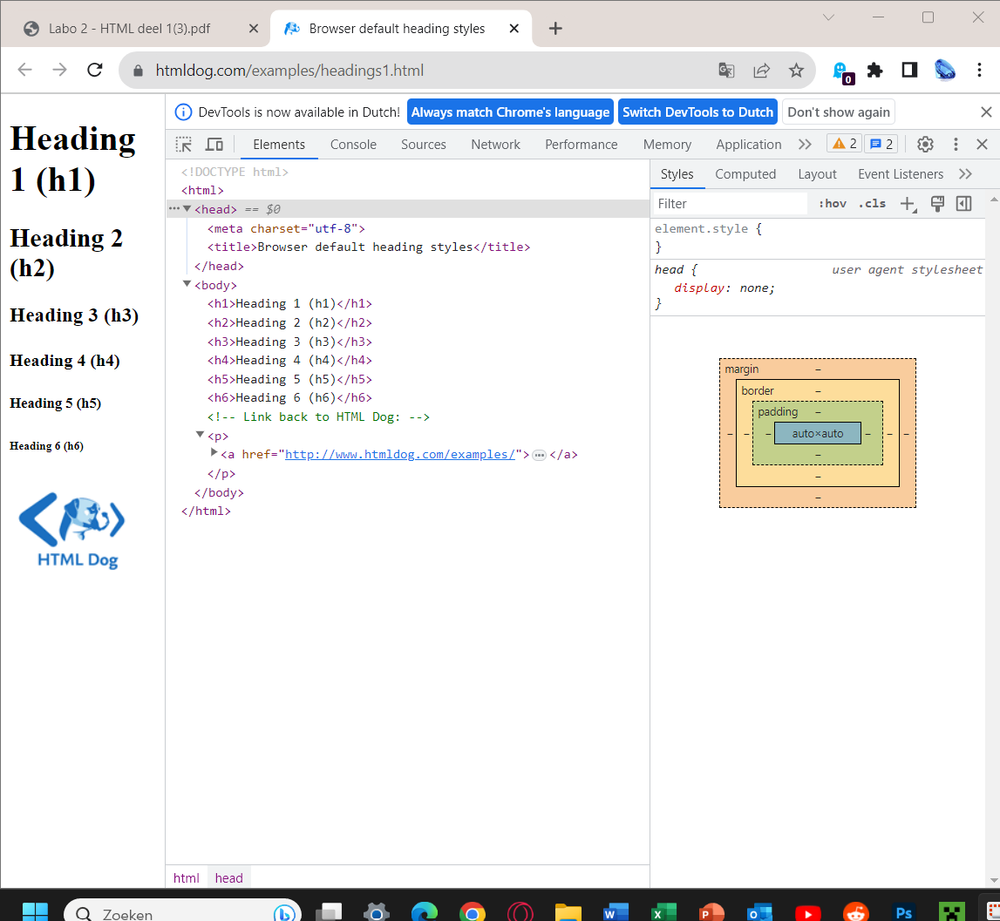 Labo 2 - HTML deel 1(3).pdf
Browser default heading styles
htmldog.com/examples/headings1.html
0
DevTools is now available in Dutch! Always match Chrome's language Switch DevTools to Dutch Don't show again
Elements Console Sources Network Performance Memory Application 2 2
Heading
1 (h1)
Heading 2
(h2)
Heading 3 (h3)
Heading 4 (h4)
Heading 5 (h5)
Heading 6 (h6)
HTML Dog
<!DOCTYPE html>
<html>
<head> == $0
<meta charset="utf-8">
<title>Browser default heading styles</title>
</head>
<body>
<h1>Heading 1 (h1)</h1>
<h2>Heading 2 (h2)</h2>
<h3>Heading 3 (h3)</h3>
<h4>Heading 4 (h4)</h4>
<h5>Heading 5 (h5)</h5>
<h6>Heading 6 (h6)</h6>
<!-- Link back to HTML Dog: -->
<p>
<a href="http://www.htmldog.com/examples/">…</a>
</p>
</body>
</html>
html head
Styles Computed Layout Event Listeners
Filter :hov .cls
element.style {
}
head { user agent stylesheet
display: none;
}
margin –
border –
padding –
– – – auto×auto – – –
–
–
–
Zoeken